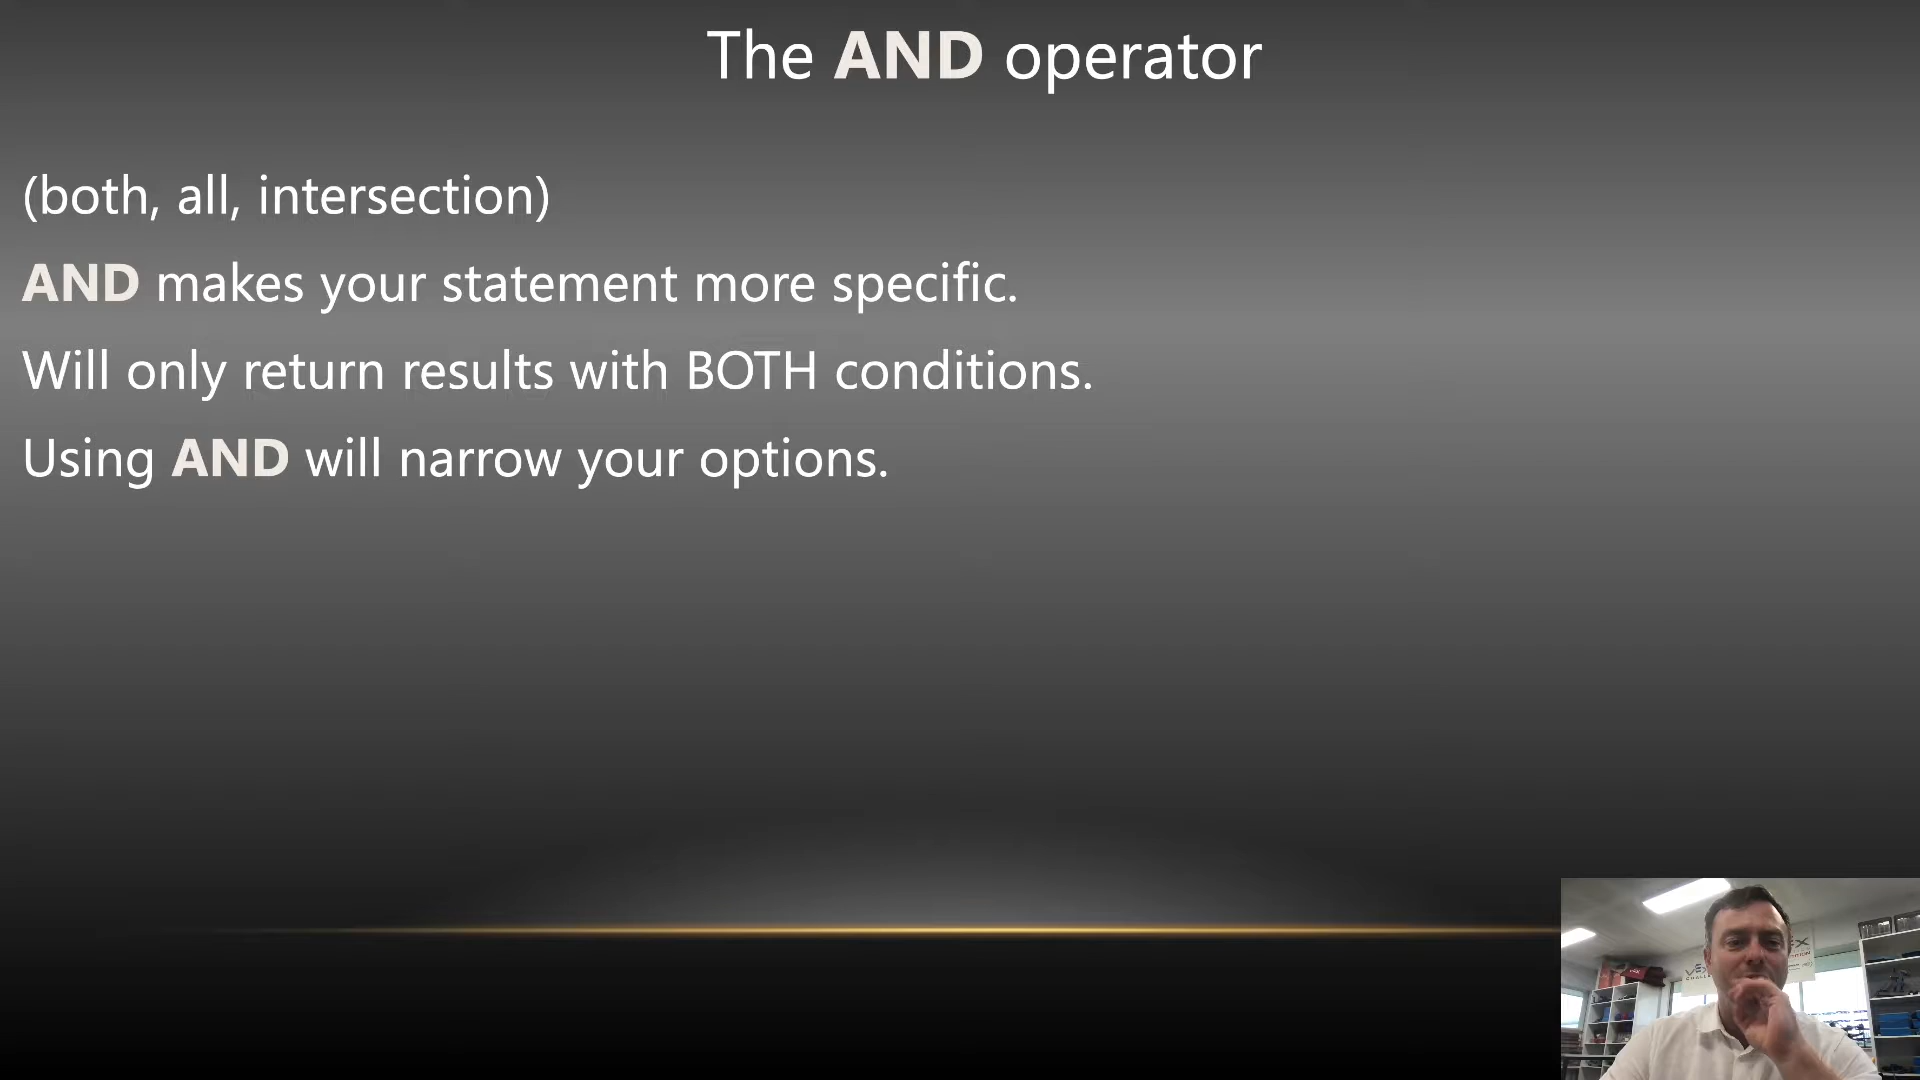 The AND operator
(both, all, intersection)
AND makes your statement more specific.
Will only return results with BOTH conditions.
Using AND will narrow your options.